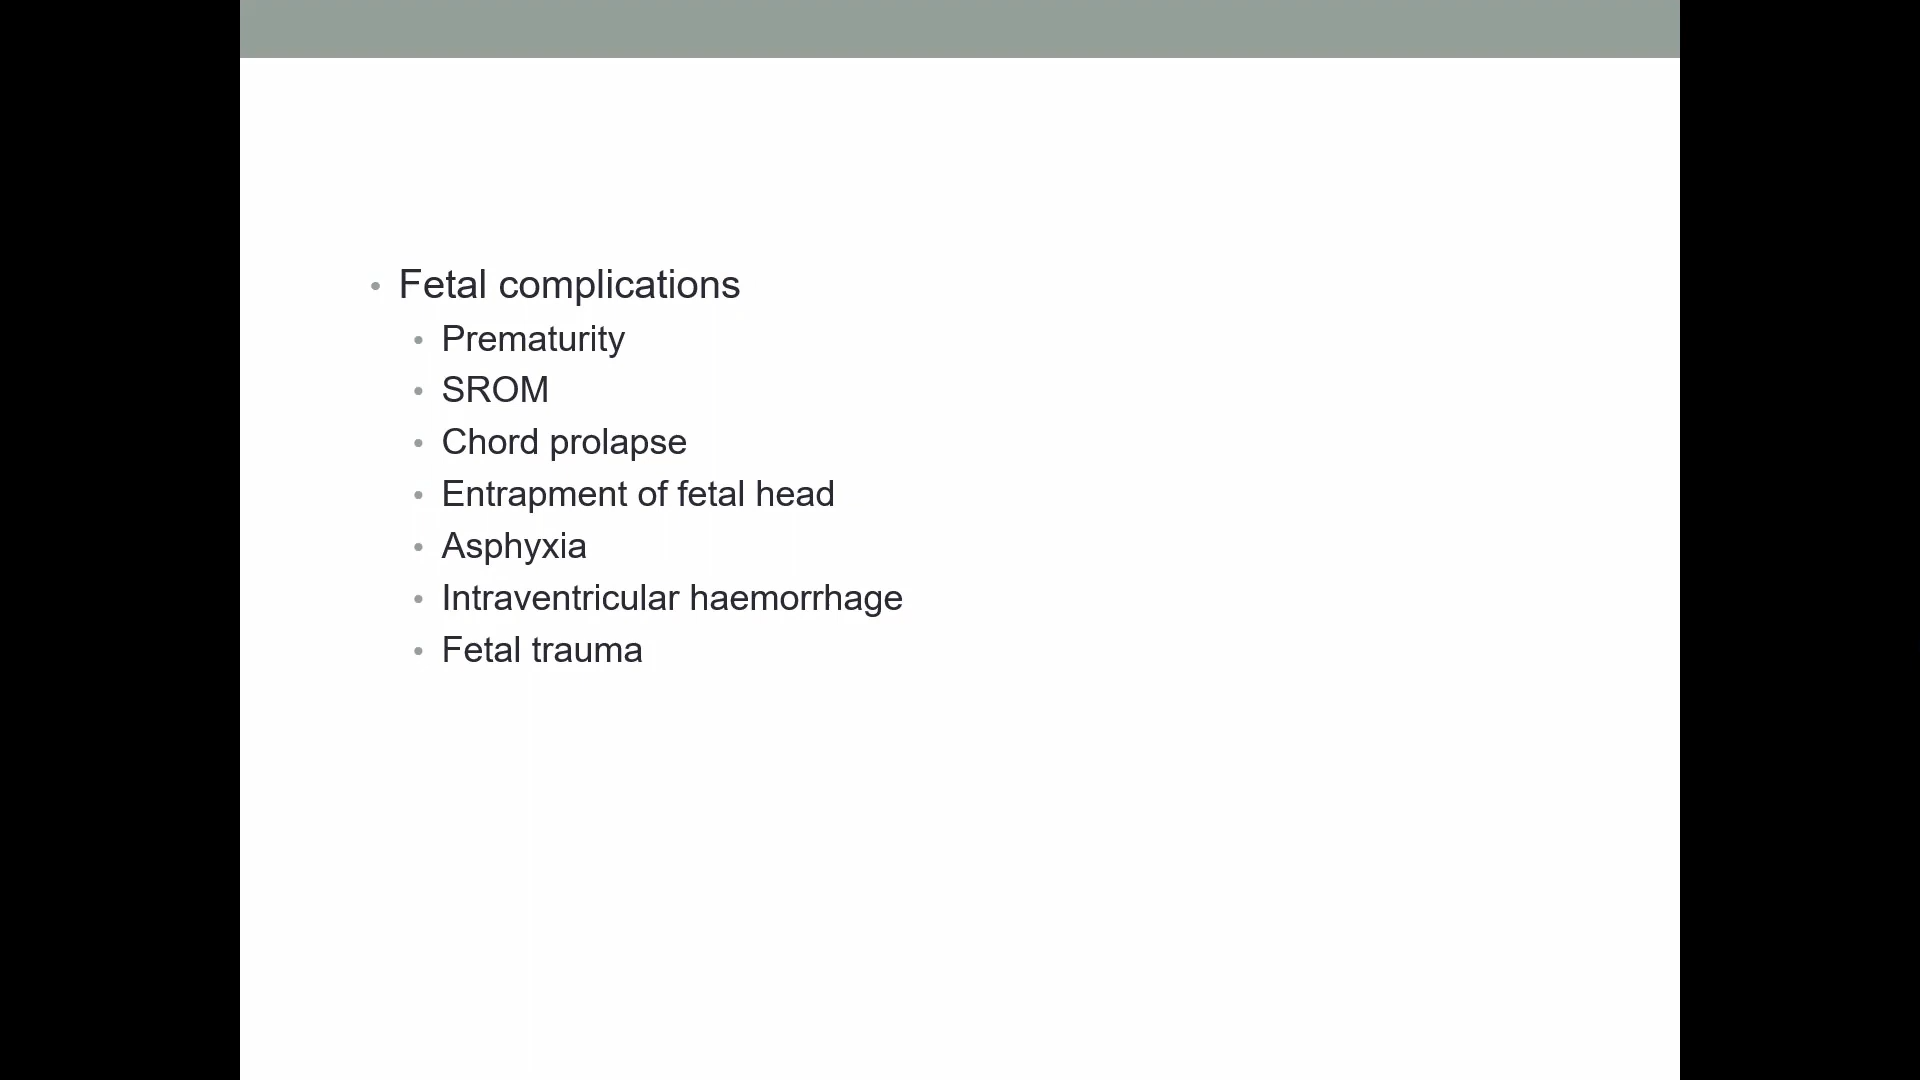 • Fetal complications
• Prematurity
• SROM
• Chord prolapse
• Entrapment of fetal head
• Asphyxia
• Intraventricular haemorrhage
• Fetal trauma